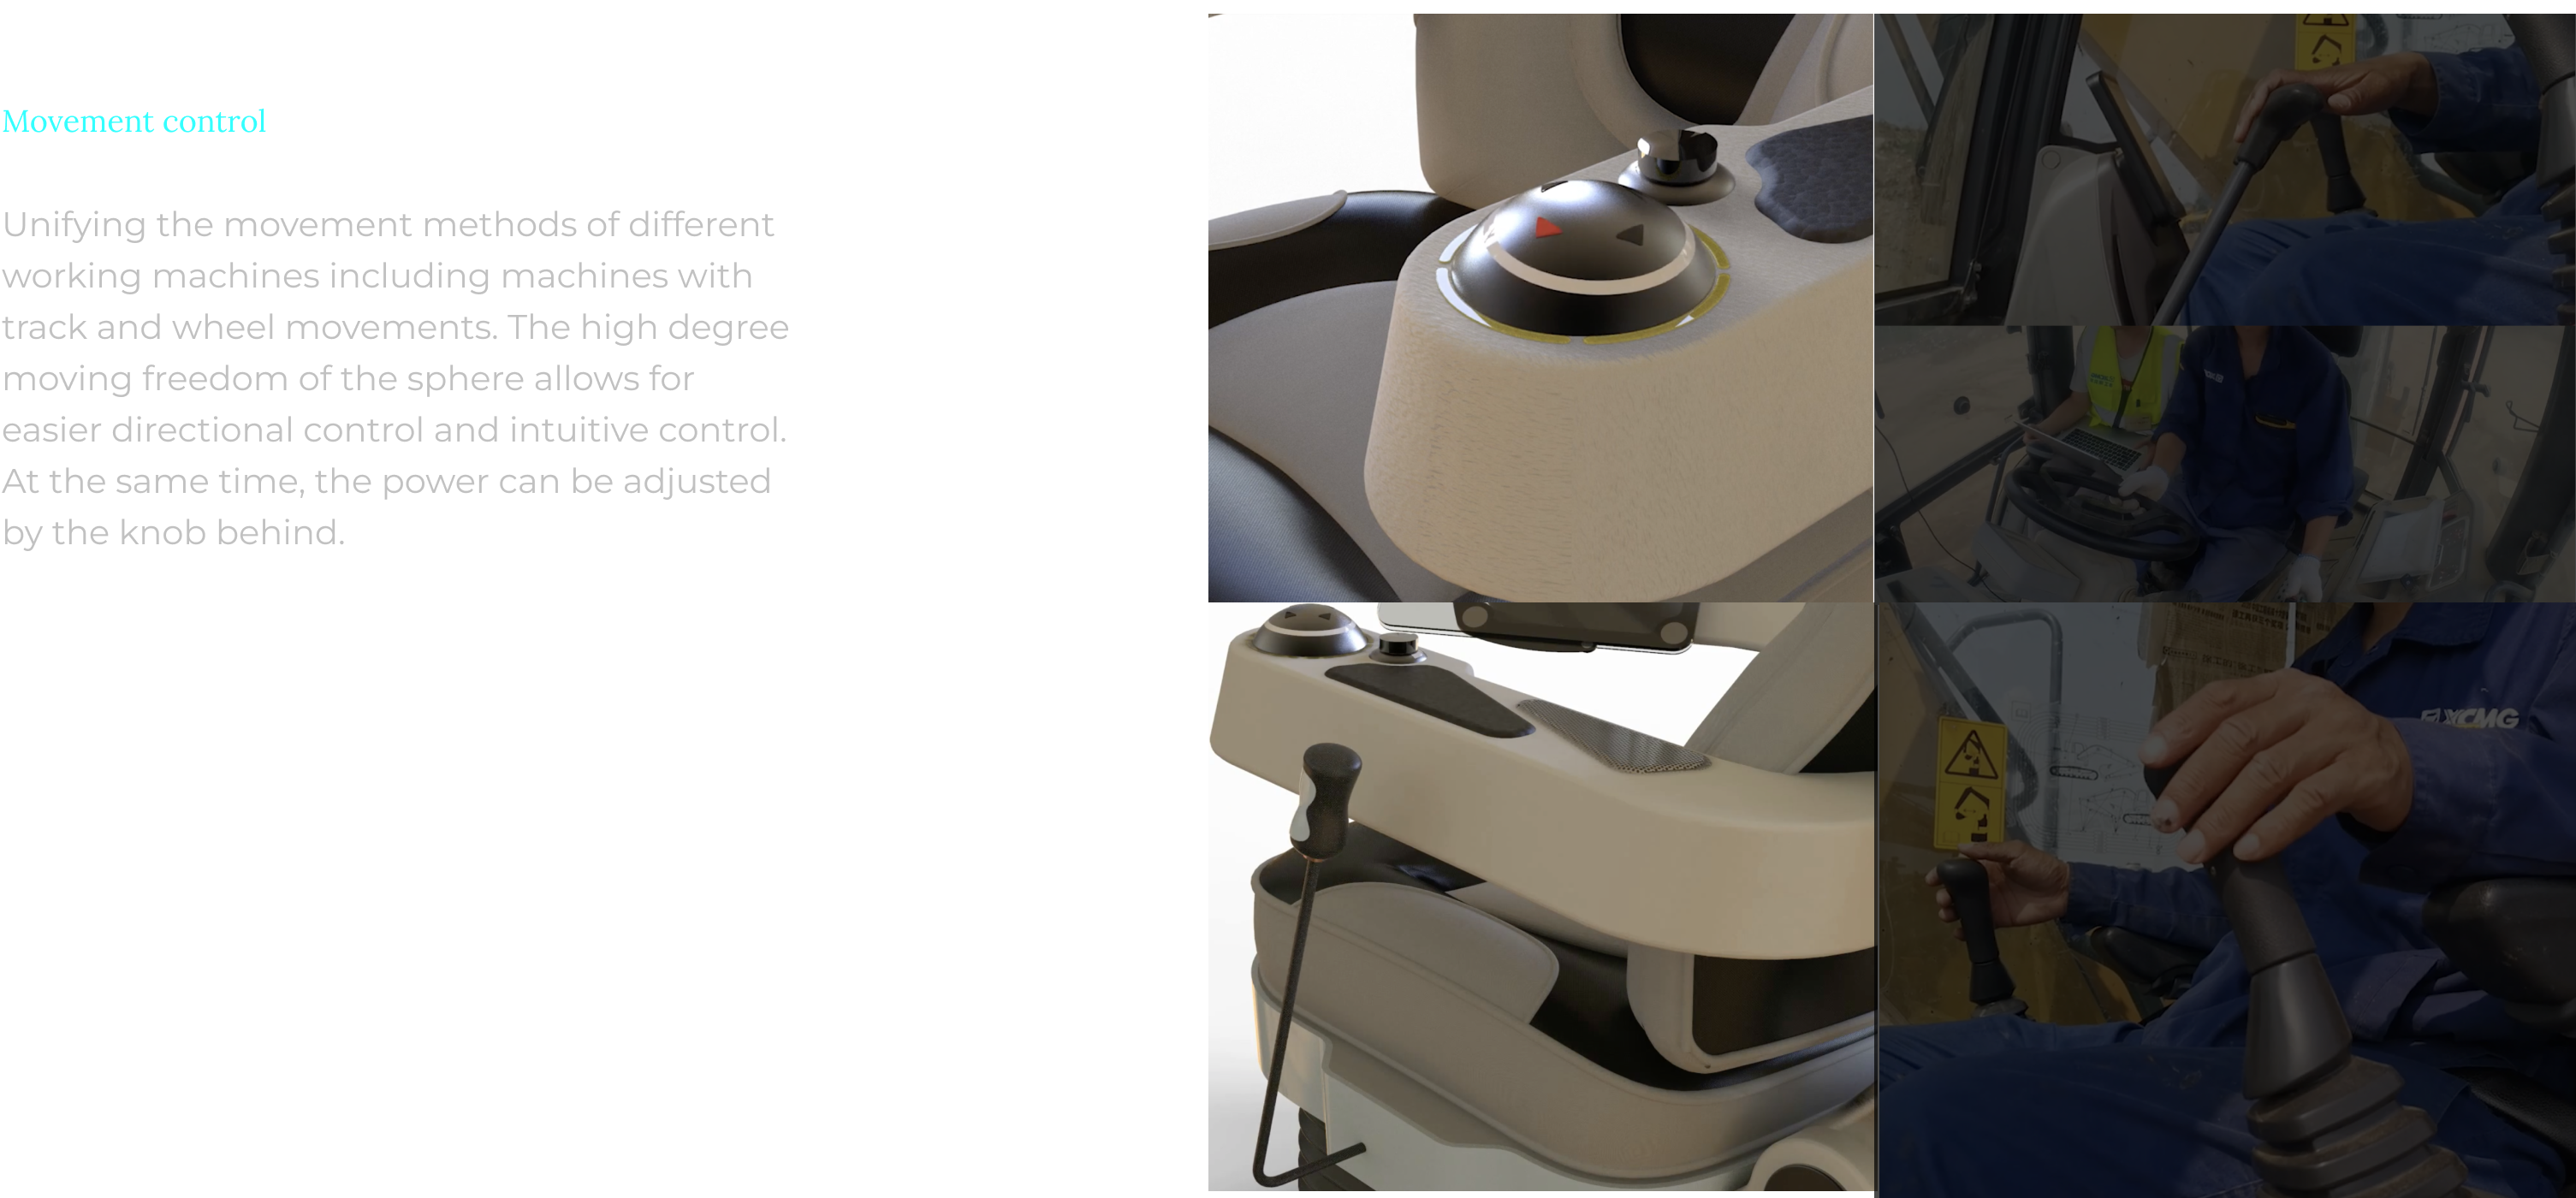 Movement control
Unifying the movement methods of different
working machines including machines with
track and wheel movements. The high degree
moving freedom of the sphere allows for
easier directional control and intuitive control.
At the same time, the power can be adjusted
by the knob behind.
XCMG